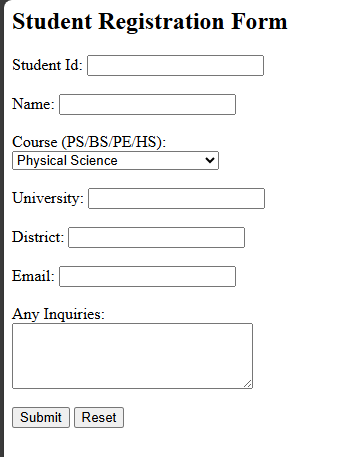 Student Registration Form
Student Id:
Name:
Course (PS/BS/PE/HS):
Physical Science
University:
District:
Email:
Any Inquiries:
Submit Reset